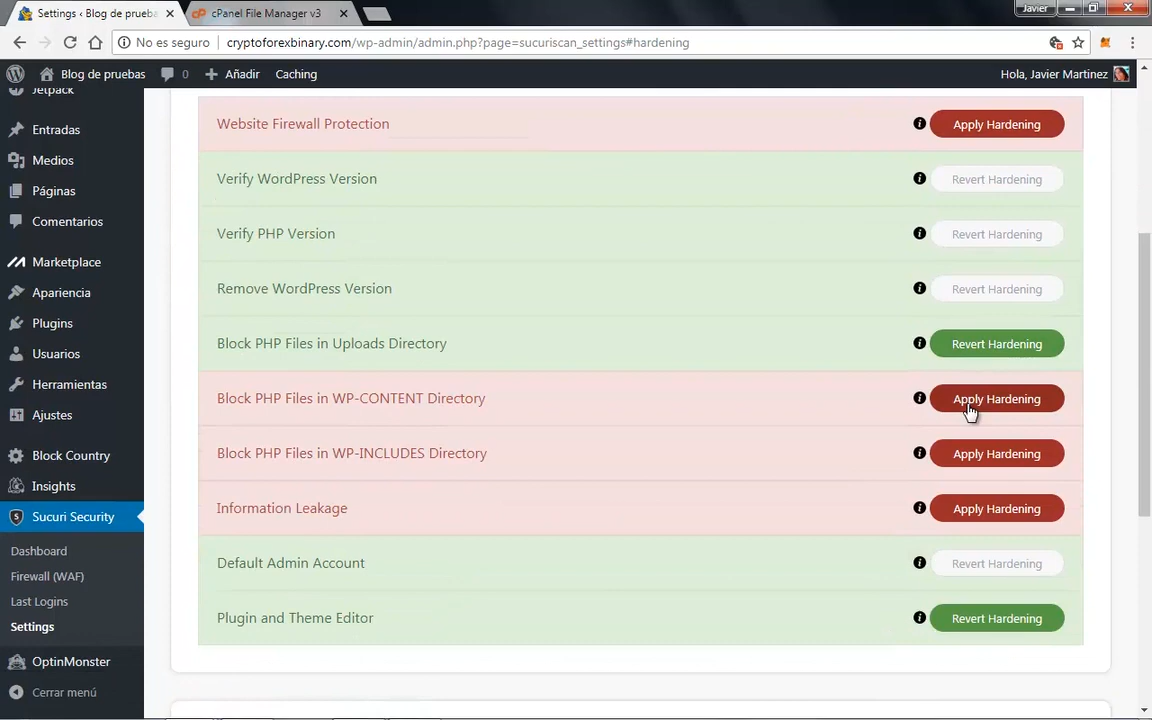 Settings ‹ Blog de prueba
cPanel File Manager v3
Javier
No es seguro
cryptoforexbinary.com/wp-admin/admin.php?page=sucuriscan_settings#hardening
Blog de pruebas
0
Añadir
Caching
Hola, Javier Martinez
Jetpack
Entradas
Medios
Páginas
Comentarios
Marketplace
Apariencia
Plugins
Usuarios
Herramientas
Ajustes
Block Country
Insights
Sucuri Security
Dashboard
Firewall (WAF)
Last Logins
Settings
OptinMonster
Cerrar menú
Website Firewall Protection
Apply Hardening
Verify WordPress Version
Revert Hardening
Verify PHP Version
Revert Hardening
Remove WordPress Version
Revert Hardening
Block PHP Files in Uploads Directory
Revert Hardening
Block PHP Files in WP-CONTENT Directory
Apply Hardening
Block PHP Files in WP-INCLUDES Directory
Apply Hardening
Information Leakage
Apply Hardening
Default Admin Account
Revert Hardening
Plugin and Theme Editor
Revert Hardening